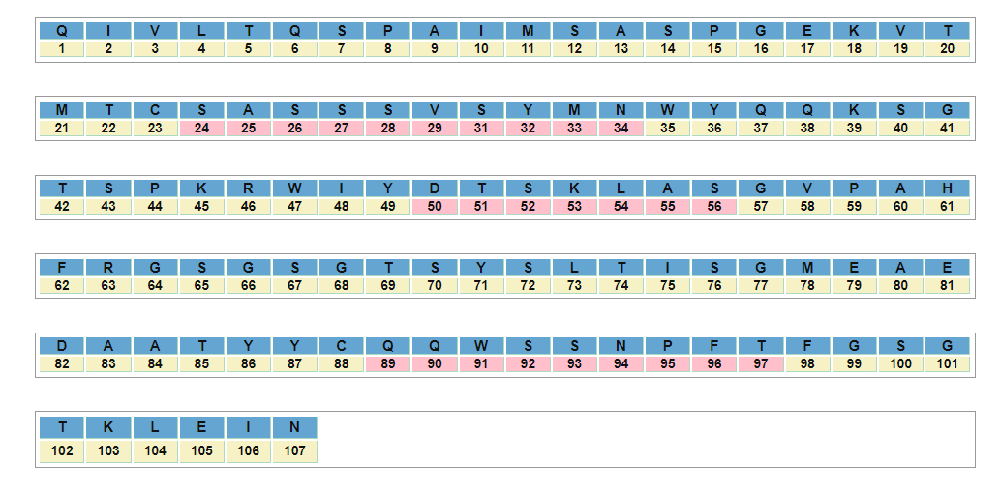 Q I V L T Q S P A I M S A S P G E K V T
1 2 3 4 5 6 7 8 9 10 11 12 13 14 15 16 17 18 19 20
M T C S A S S S V S Y M N W Y Q Q K S G
21 22 23 24 25 26 27 28 29 31 32 33 34 35 36 37 38 39 40 41
T S P K R W I Y D T S K L A S G V P A H
42 43 44 45 46 47 48 49 50 51 52 53 54 55 56 57 58 59 60 61
F R G S G S G T S Y S L T I S G M E A E
62 63 64 65 66 67 68 69 70 71 72 73 74 75 76 77 78 79 80 81
D A A T Y Y C Q Q W S S N P F T F G S G
82 83 84 85 86 87 88 89 90 91 92 93 94 95 96 97 98 99 100 101
T K L E I N
102 103 104 105 106 107